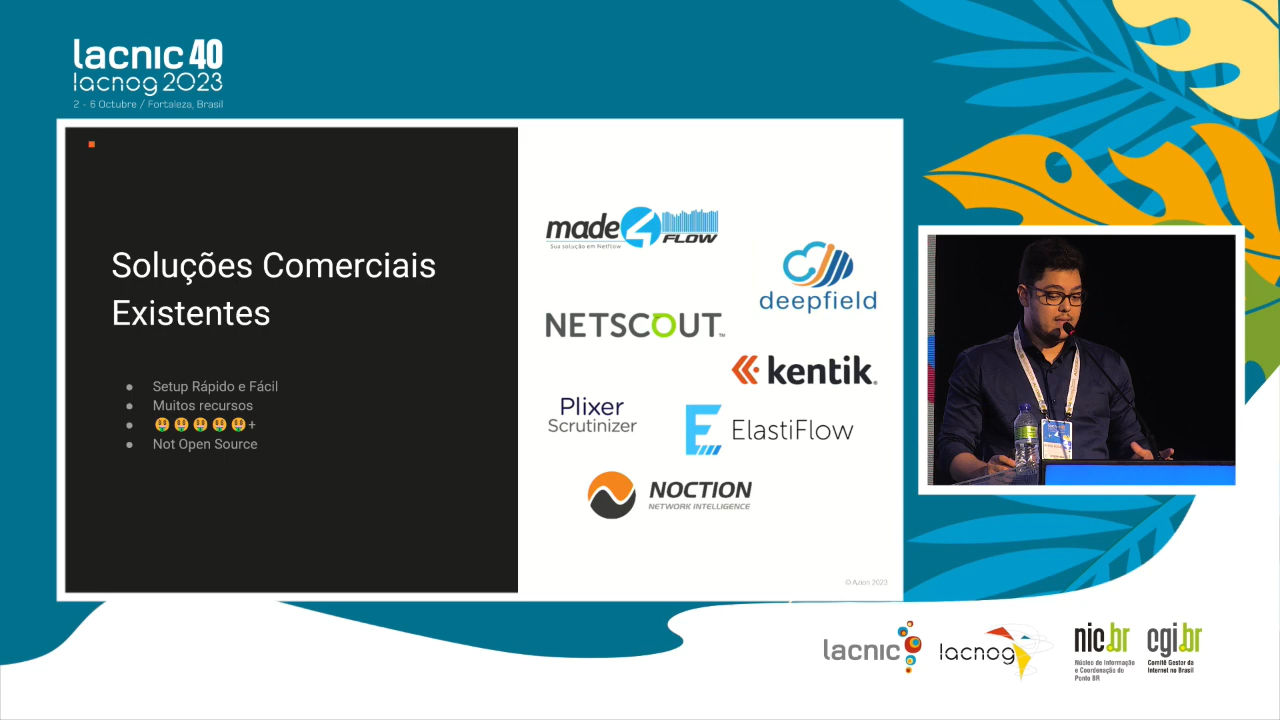 lacnic 40
lacnog 2023
2 - 6 Octubre / Fortaleza, Brasil
Soluções Comerciais
Existentes
● Setup Rápido e Fácil
● Muitos recursos
● 🤑🤑🤑🤑🤑+
● Not Open Source
made4FLOW
Sua solução em Netflow
deepfield
NETSCOUT™
kentik.
Plixer
Scrutinizer
ElastiFlow
NOCTION
NETWORK INTELLIGENCE
© Azion 2023
lacnic
lacnog
nic.br
Núcleo de Informação
e Coordenação do
Ponto BR
cgi.br
Comitê Gestor da
Internet no Brasil